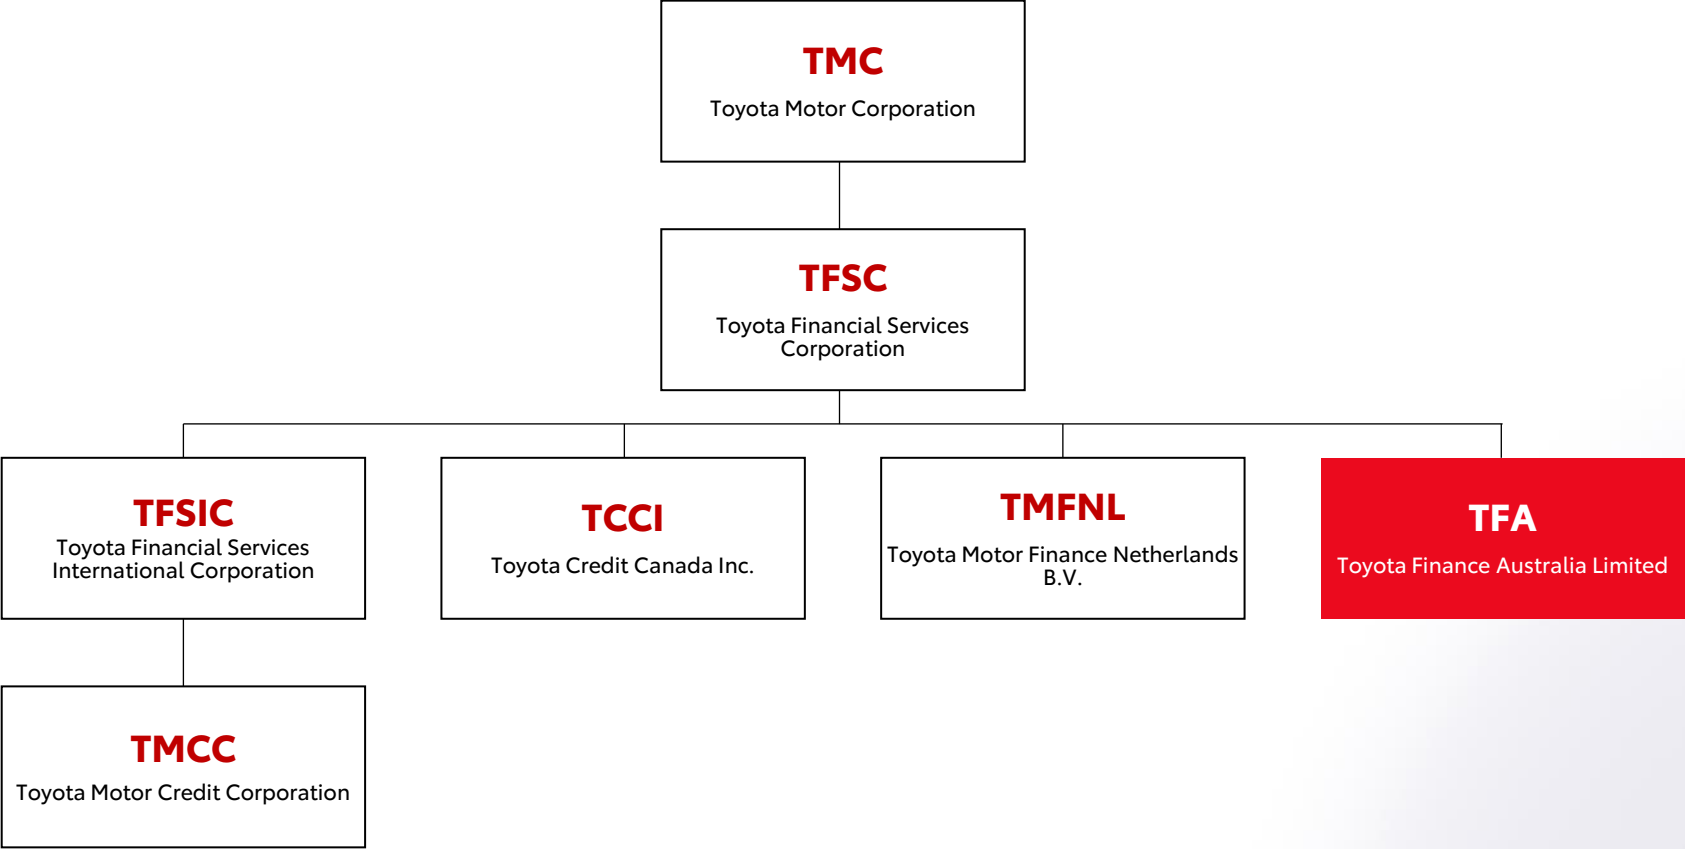 TMC
Toyota Motor Corporation
TFSC
Toyota Financial Services
Corporation
TFSIC
Toyota Financial Services
International Corporation
TCCI
Toyota Credit Canada Inc.
TMFNL
Toyota Motor Finance Netherlands
B.V.
TFA
Toyota Finance Australia Limited
TMCC
Toyota Motor Credit Corporation